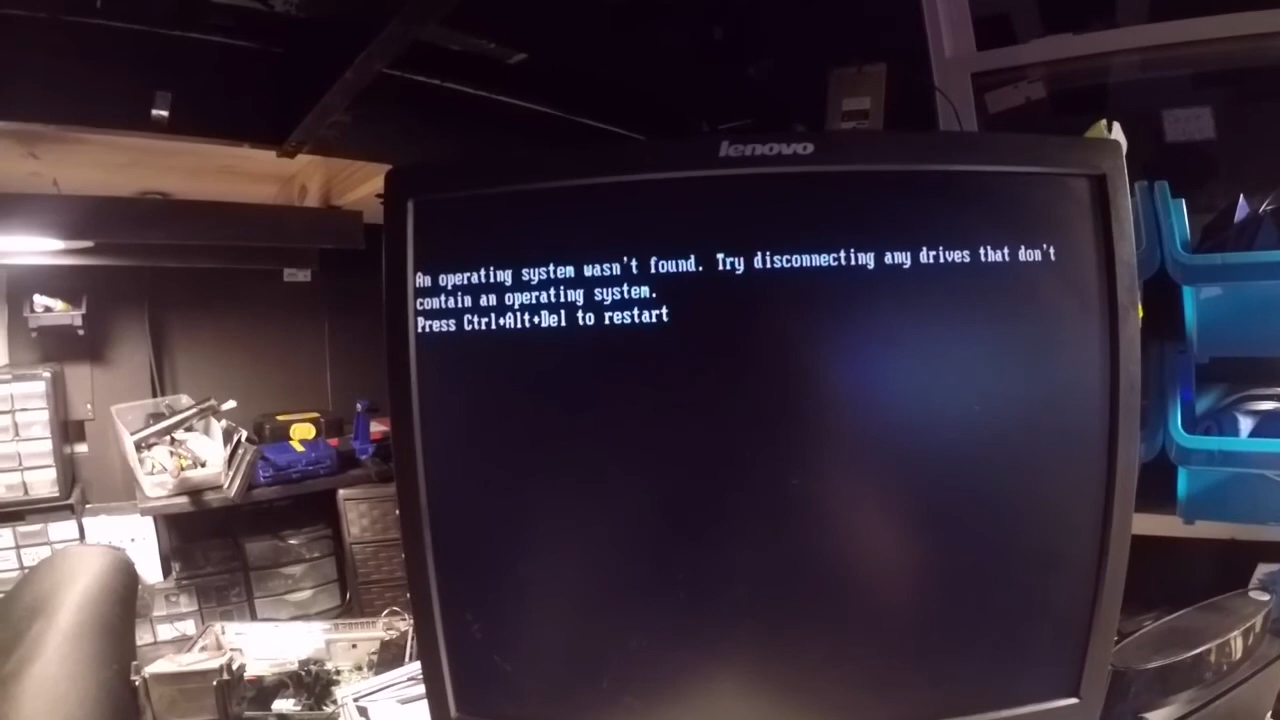 lenovo
An operating system wasn't found. Try disconnecting any drives that don't
contain an operating system.
Press Ctrl+Alt+Del to restart